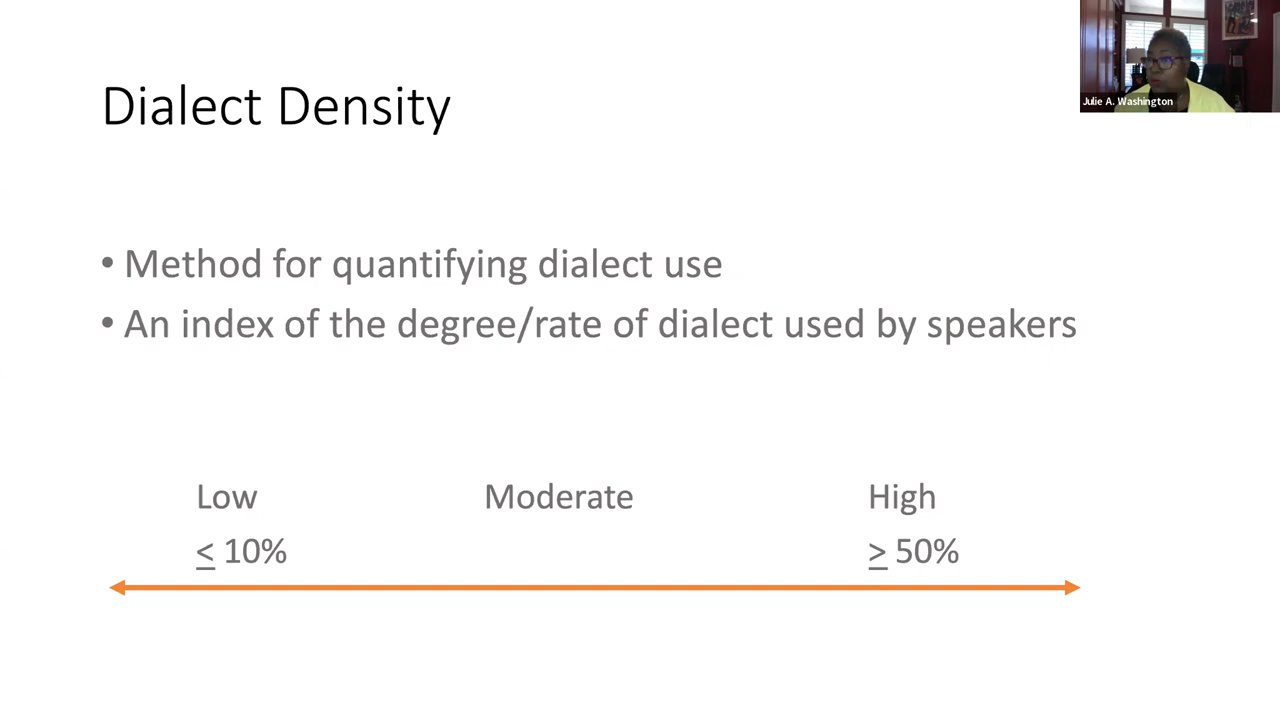 Dialect Density
Julie A. Washington
• Method for quantifying dialect use
• An index of the degree/rate of dialect used by speakers
Low Moderate High
≤ 10% ≥ 50%